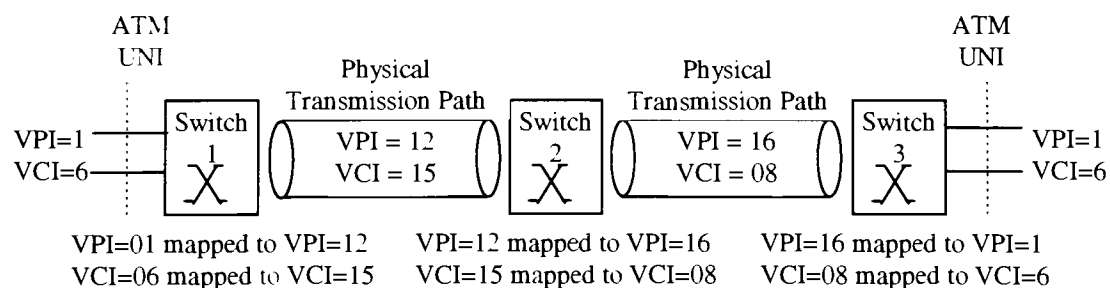 ATM
UNI
ATM
UNI
Physical
Transmission Path
Physical
Transmission Path
VPI=1
VCI=6
Switch
1
VPI = 12
VCI = 15
Switch
2
VPI = 16
VCI = 08
Switch
3
VPI=1
VCI=6
VPI=01 mapped to VPI=12
VCI=06 mapped to VCI=15
VPI=12 mapped to VPI=16
VCI=15 mapped to VCI=08
VPI=16 mapped to VPI=1
VCI=08 mapped to VCI=6